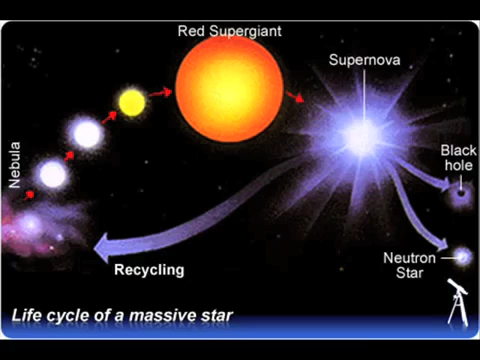 Red Supergiant
Supernova
Nebula
Black
hole
Recycling
Neutron
Star
Life cycle of a massive star